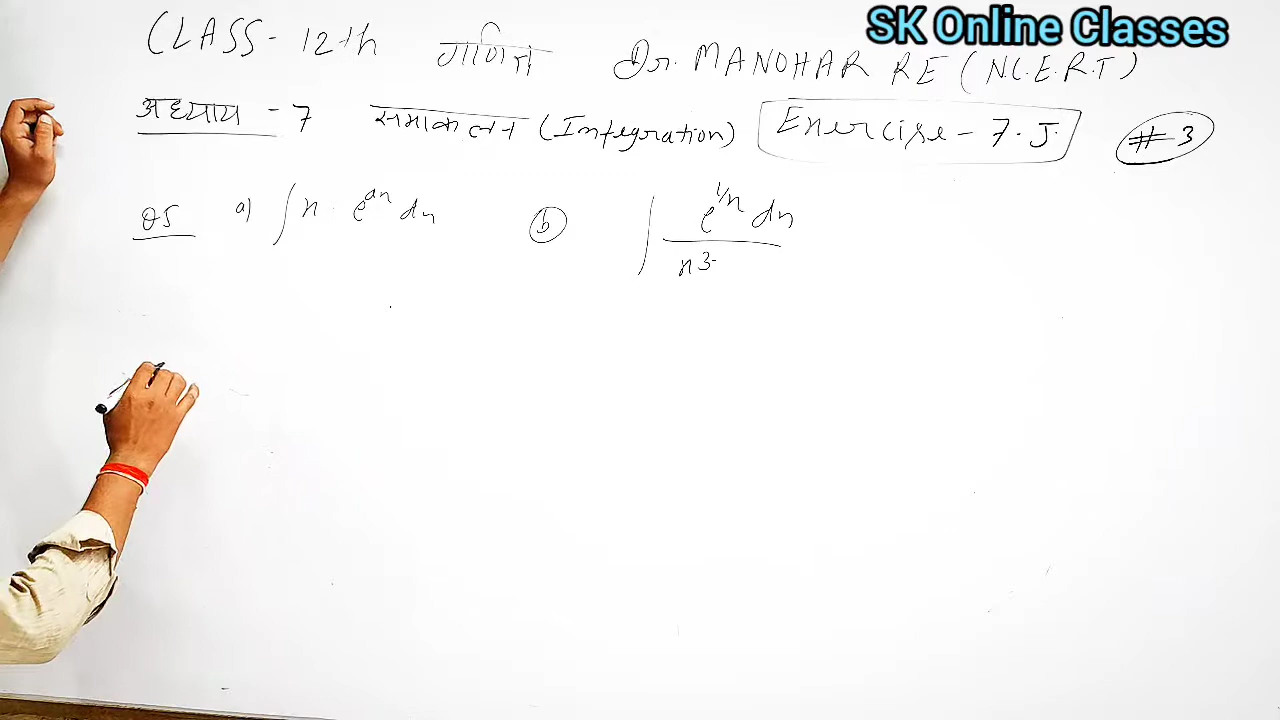 SK Online Classes
CLASS - 12th गणित Dr. MANOHAR RE (N.C.E.R.T)
अध्याय - 7 समाकलन (Integration) Exercise - 7.J. #3
Q5 a) ∫ x · e^{ax} dx (b) ∫ e^{1/x} dx / x^3